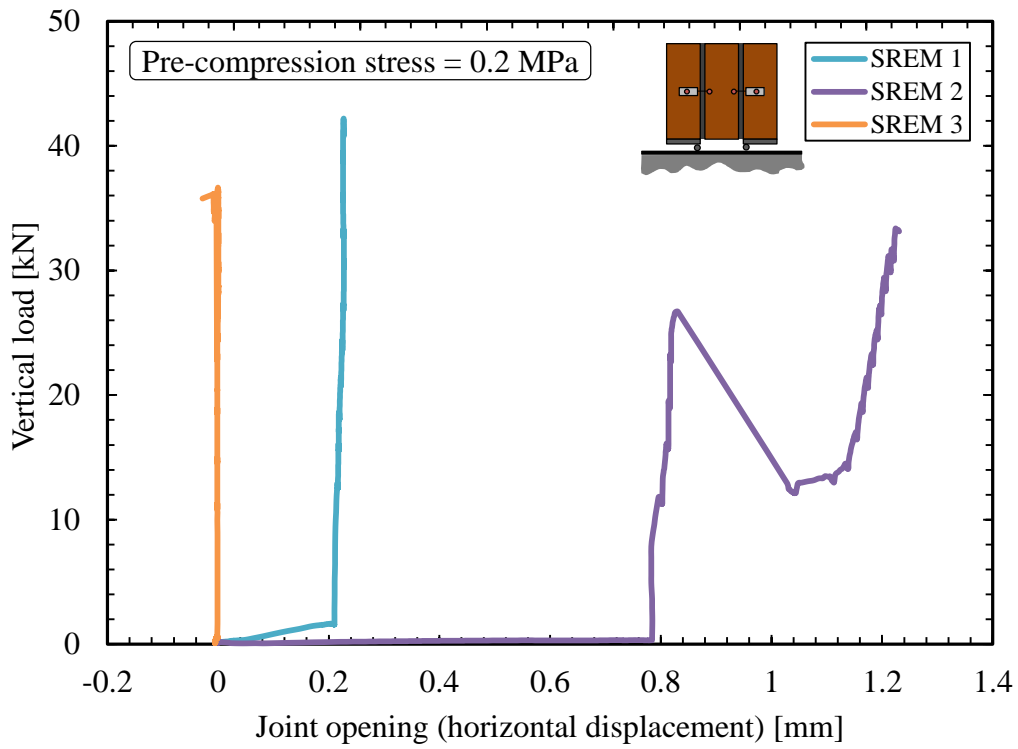 50
40
30
20
10
0
Vertical load [kN]
Pre-compression stress = 0.2 MPa
SREM 1
SREM 2
SREM 3
-0.2 0 0.2 0.4 0.6 0.8 1 1.2 1.4
Joint opening (horizontal displacement) [mm]